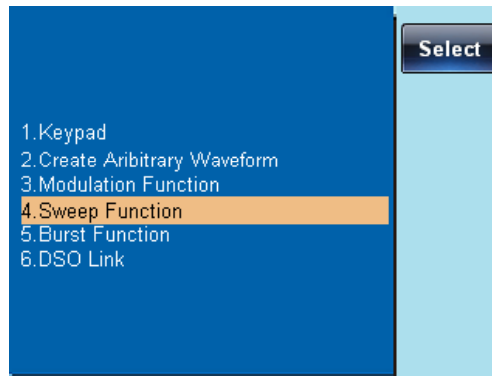 Select
1.Keypad
2.Create Aribitrary Waveform
3.Modulation Function
4.Sweep Function
5.Burst Function
6.DSO Link